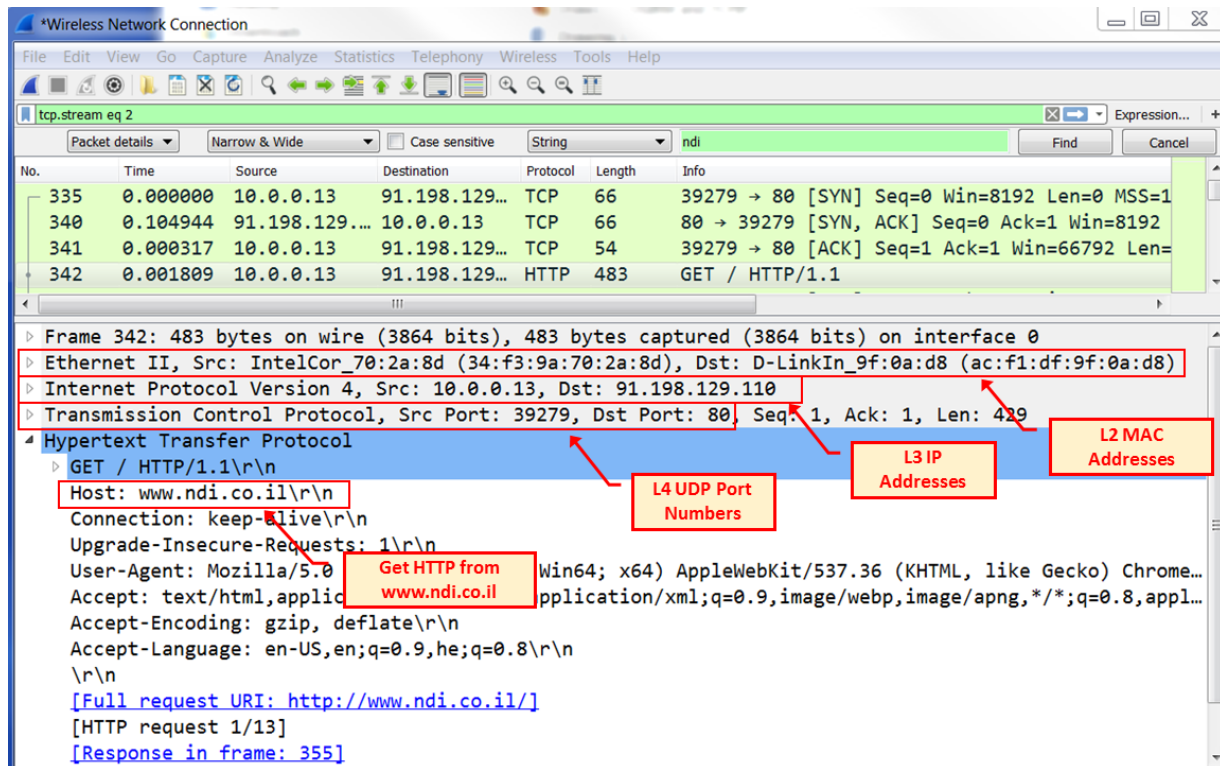 *Wireless Network Connection
File Edit View Go Capture Analyze Statistics Telephony Wireless Tools Help
tcp.stream eq 2 Expression... +
Packet details Narrow & Wide Case sensitive String ndi Find Cancel
No. Time Source Destination Protocol Length Info
335 0.000000 10.0.0.13 91.198.129… TCP 66 39279 → 80 [SYN] Seq=0 Win=8192 Len=0 MSS=1
340 0.104944 91.198.129.… 10.0.0.13 TCP 66 80 → 39279 [SYN, ACK] Seq=0 Ack=1 Win=8192
341 0.000317 10.0.0.13 91.198.129… TCP 54 39279 → 80 [ACK] Seq=1 Ack=1 Win=66792 Len=
342 0.001809 10.0.0.13 91.198.129… HTTP 483 GET / HTTP/1.1
Frame 342: 483 bytes on wire (3864 bits), 483 bytes captured (3864 bits) on interface 0
Ethernet II, Src: IntelCor_70:2a:8d (34:f3:9a:70:2a:8d), Dst: D-LinkIn_9f:0a:d8 (ac:f1:df:9f:0a:d8)
Internet Protocol Version 4, Src: 10.0.0.13, Dst: 91.198.129.110
Transmission Control Protocol, Src Port: 39279, Dst Port: 80, Seq: 1, Ack: 1, Len: 429
Hypertext Transfer Protocol
GET / HTTP/1.1\r\n
Host: www.ndi.co.il\r\n
Connection: keep-alive\r\n
Upgrade-Insecure-Requests: 1\r\n
User-Agent: Mozilla/5.0 Win64; x64) AppleWebKit/537.36 (KHTML, like Gecko) Chrome…
Accept: text/html,applic pplication/xml;q=0.9,image/webp,image/apng,*/*;q=0.8,appl…
Accept-Encoding: gzip, deflate\r\n
Accept-Language: en-US,en;q=0.9,he;q=0.8\r\n
\r\n
[Full request URI: http://www.ndi.co.il/]
[HTTP request 1/13]
[Response in frame: 355]
L2 MAC
Addresses
L3 IP
Addresses
L4 UDP Port
Numbers
Get HTTP from
www.ndi.co.il